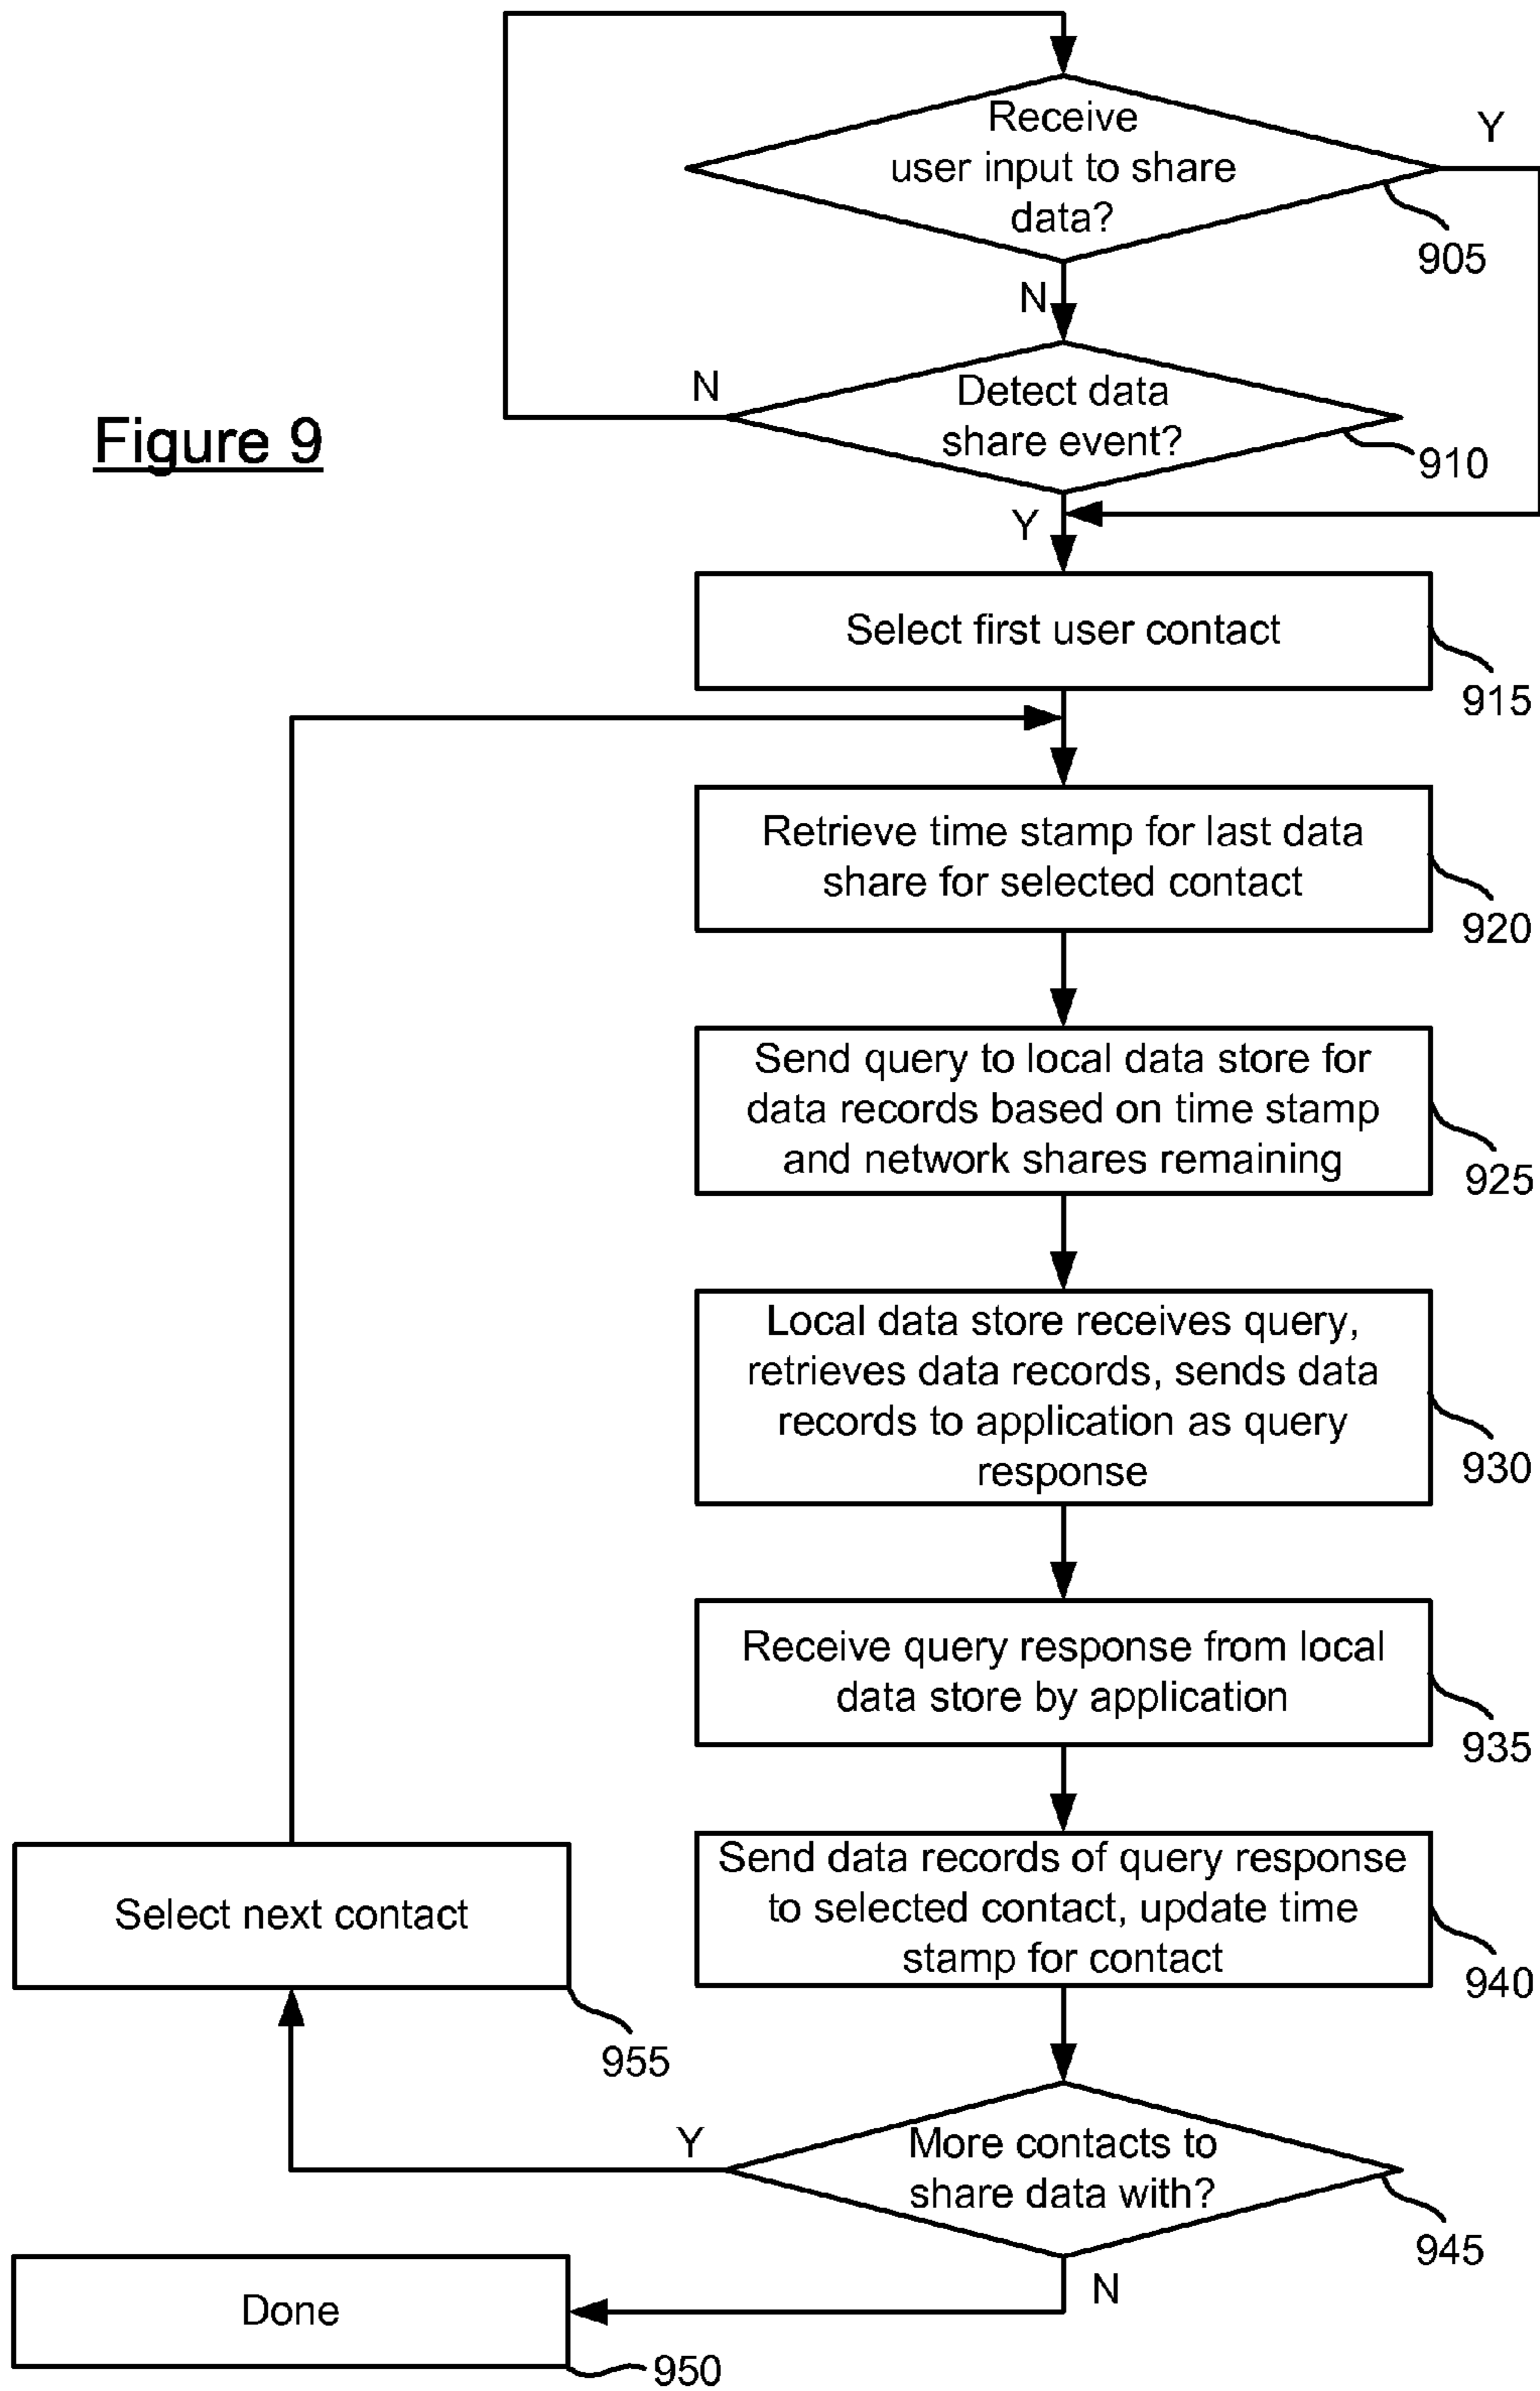 Receive
user input to share
data?
Y
905
N
Detect data
share event?
N
910
Figure 9
Y
Select first user contact
915
Retrieve time stamp for last data
share for selected contact
920
Send query to local data store for
data records based on time stamp
and network shares remaining
925
Local data store receives query,
retrieves data records, sends data
records to application as query
response
930
Receive query response from local
data store by application
935
Send data records of query response
to selected contact, update time
stamp for contact
940
Select next contact
955
More contacts to
share data with?
Y
945
N
Done
950